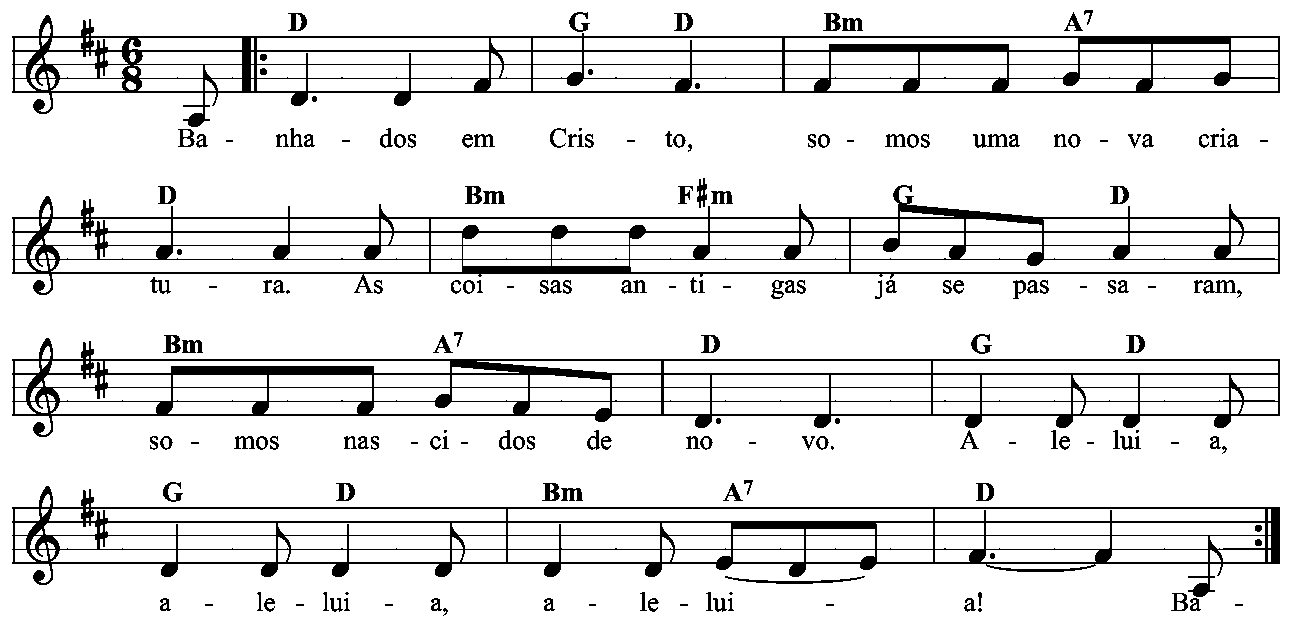 D G D Bm A7
6
8
Ba - nha - dos em Cris - to, so - mos uma no - va cria -
D Bm F#m G D
tu - ra. As coi - sas an - ti - gas já se pas - sa - ram,
Bm A7 D G D
so - mos nas - ci - dos de no - vo. A - le - lui - a,
G D Bm A7 D
a - le - lui - a, a - le - lui - a! Ba -